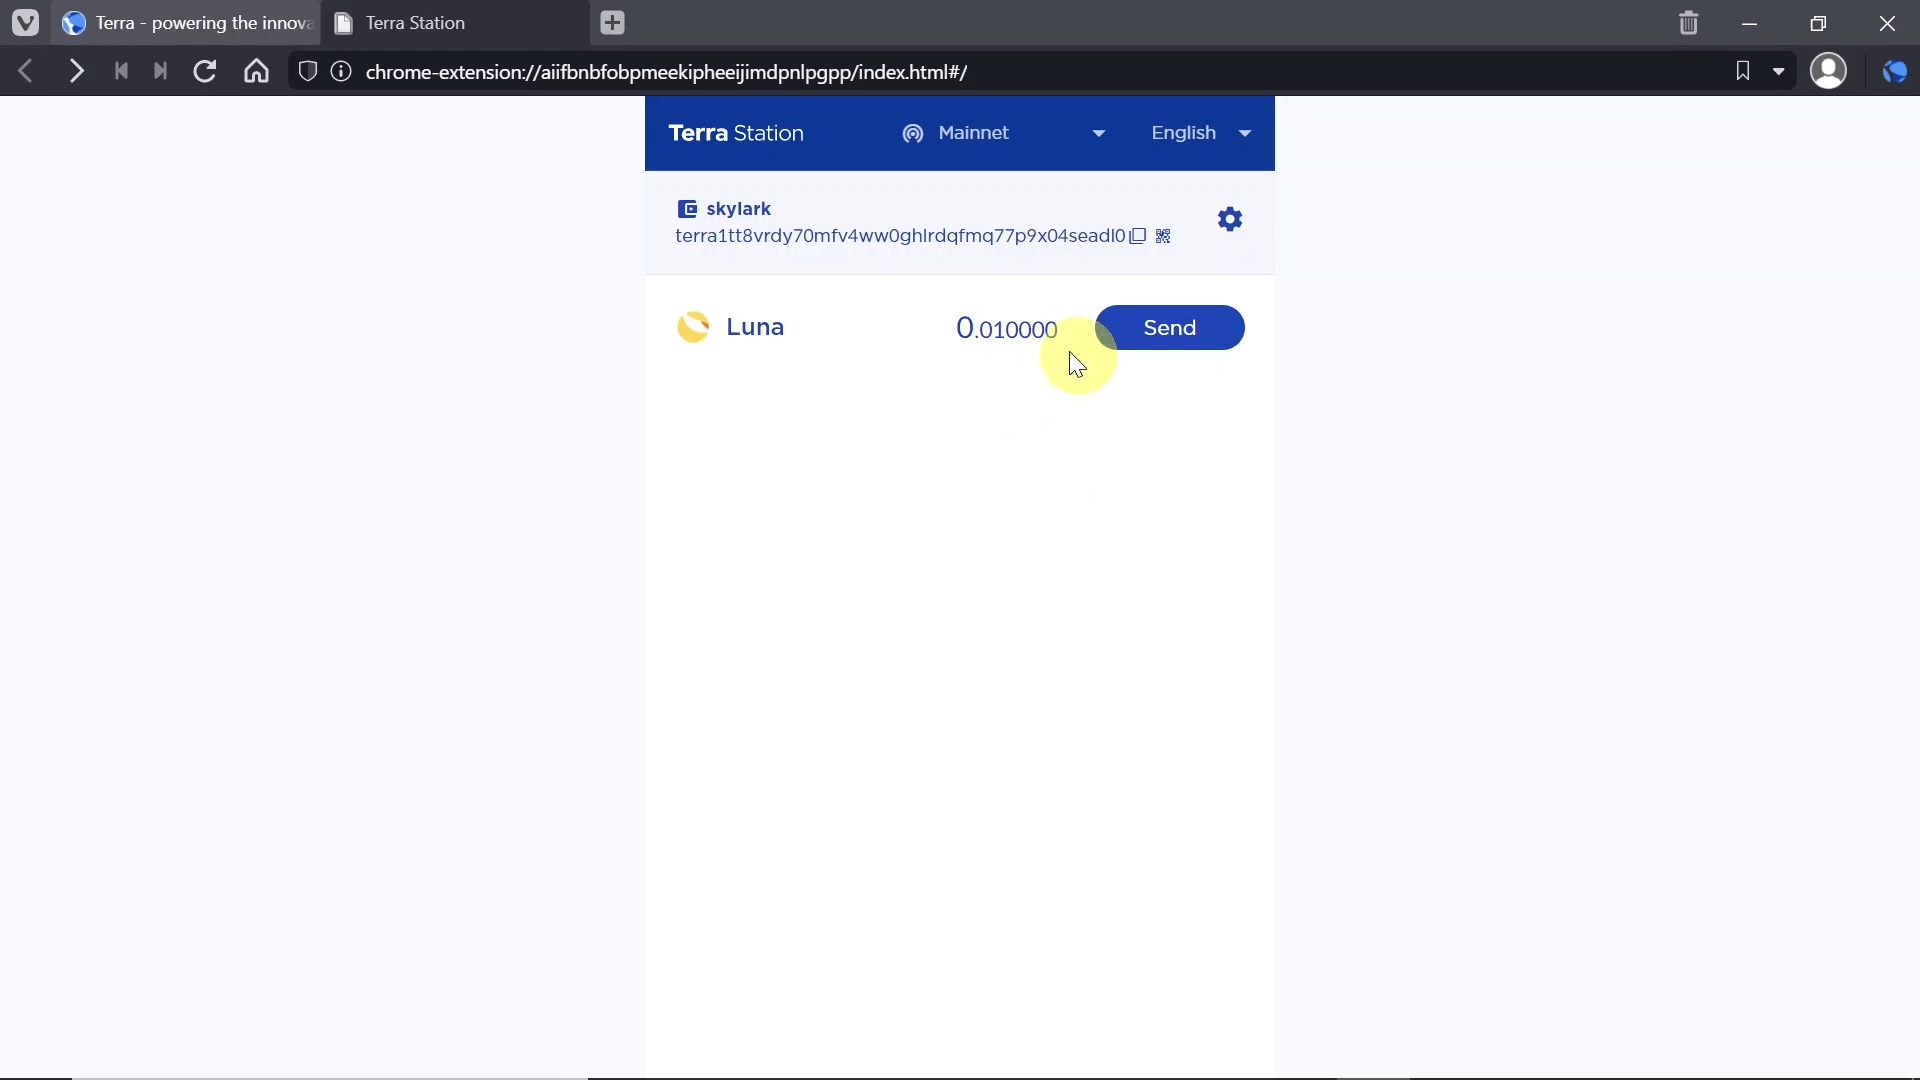 Terra - powering the innova
Terra Station
chrome-extension://aiifbnbfobpmeekipheeijimdpnlpgpp/index.html#/
Terra Station
Mainnet
English
skylark
terra1tt8vrdy70mfv4ww0ghlrdqfmq77p9x04seadl0
Luna
0.010000
Send